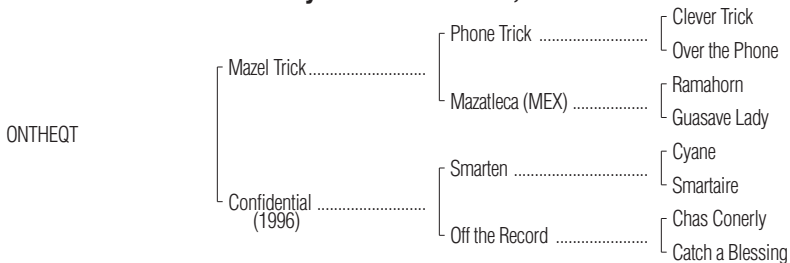 Clever Trick
Phone Trick ........................
Over the Phone
Mazel Trick..........................
Ramahorn
Mazatleca (MEX) .................
Guasave Lady
ONTHEQT
Cyane
Smarten .............................
Smartaire
Confidential ........................
(1996)
Chas Conerly
Off the Record ....................
Catch a Blessing